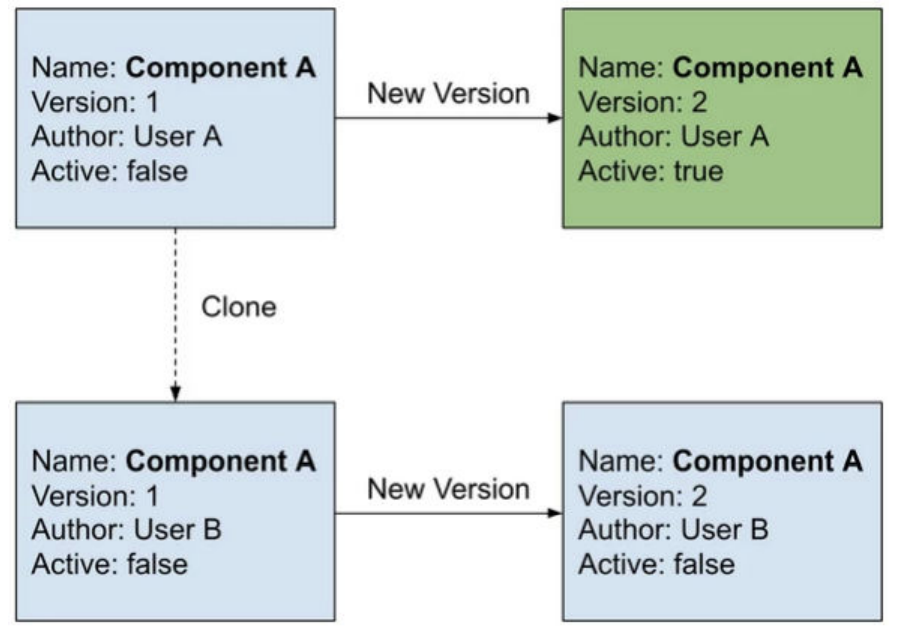 Name: Component A
Version: 1
Author: User A
Active: false
New Version
Name: Component A
Version: 2
Author: User A
Active: true
Clone
Name: Component A
Version: 1
Author: User B
Active: false
New Version
Name: Component A
Version: 2
Author: User B
Active: false